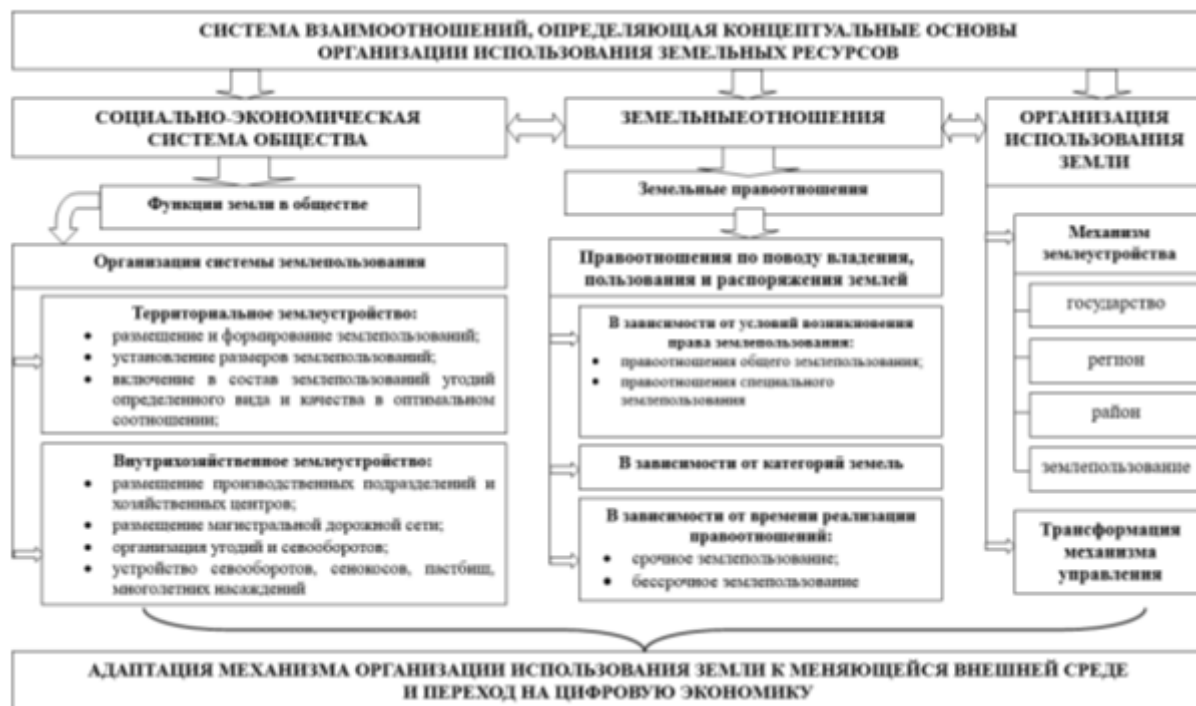 СИСТЕМА ВЗАИМООТНОШЕНИЙ, ОПРЕДЕЛЯЮЩАЯ КОНЦЕПТУАЛЬНЫЕ ОСНОВЫ
ОРГАНИЗАЦИИ ИСПОЛЬЗОВАНИЯ ЗЕМЕЛЬНЫХ РЕСУРСОВ
СОЦИАЛЬНО-ЭКОНОМИЧЕСКАЯ
СИСТЕМА ОБЩЕСТВА
Функции земли в обществе
Организация системы землепользования
Территориальное землеустройство:
• размещение и формирование землепользований;
• установление размеров землепользований;
• включение в состав землепользований угодий
определенного вида и качества в оптимальном
соотношении;
Внутрихозяйственное землеустройство:
• размещение производственных подразделений и
хозяйственных центров;
• размещение магистральной дорожной сети;
• организация угодий и севооборотов;
• устройство севооборотов, сенокосов, пастбищ,
многолетних насаждений
ЗЕМЕЛЬНЫЕОТНОШЕНИЯ
Земельные правоотношения
Правоотношения по поводу владения,
пользования и распоряжения землей
В зависимости от условий возникновения
права землепользования:
• правоотношения общего землепользования;
• правоотношения специального
землепользования
В зависимости от категорий земель
В зависимости от времени реализации
правоотношений:
• срочное землепользование;
• бессрочное землепользование
ОРГАНИЗАЦИЯ
ИСПОЛЬЗОВАНИЯ
ЗЕМЛИ
Механизм
землеустройства
государство
регион
район
землепользование
Трансформация
механизма
управления
АДАПТАЦИЯ МЕХАНИЗМА ОРГАНИЗАЦИИ ИСПОЛЬЗОВАНИЯ ЗЕМЛИ К МЕНЯЮЩЕЙСЯ ВНЕШНЕЙ СРЕДЕ
И ПЕРЕХОД НА ЦИФРОВУЮ ЭКОНОМИКУ